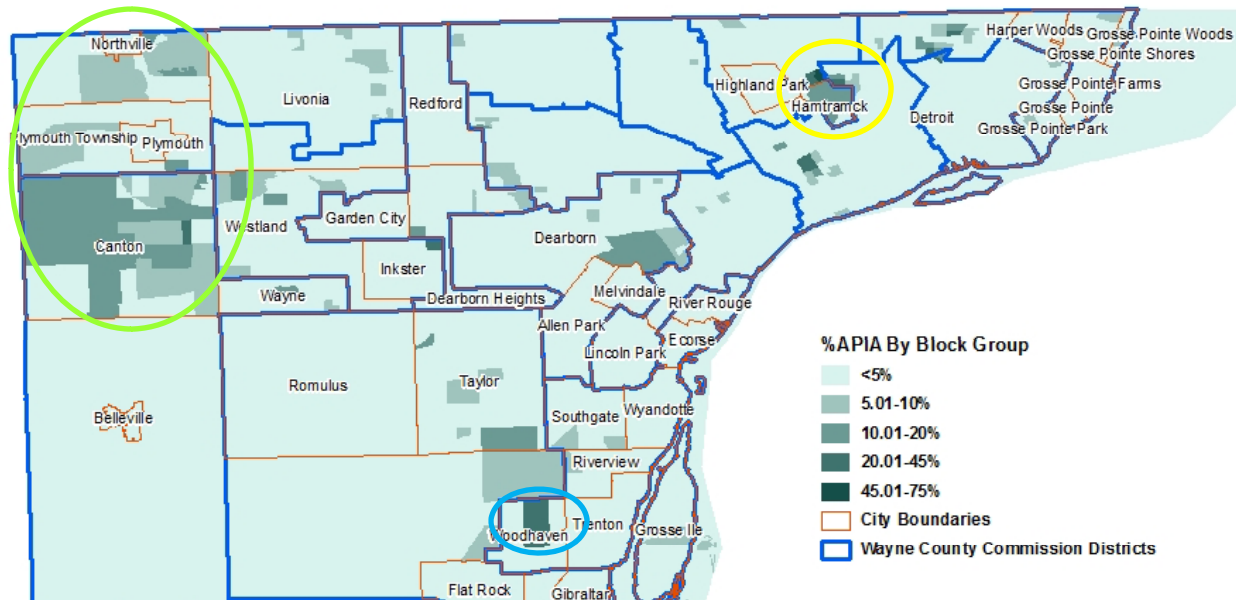 Northville
Harper Woods
Grosse Pointe Woods
Grosse Pointe Shores
Highland Park
Grosse Pointe Farms
Livonia
Redford
Hamtramck
Grosse Pointe
Detroit
Grosse Pointe Park
Plymouth Township
Plymouth
Westland
Garden City
Dearborn
Canton
Inkster
Wayne
Dearborn Heights
Melvindale
River Rouge
Allen Park
Ecorse
Lincoln Park
Romulus
Taylor
Belleville
Southgate
Wyandotte
Riverview
Woodhaven
Trenton
Grosse Ile
Flat Rock
Gibraltar
%APIA By Block Group
<5%
5.01-10%
10.01-20%
20.01-45%
45.01-75%
City Boundaries
Wayne County Commission Districts